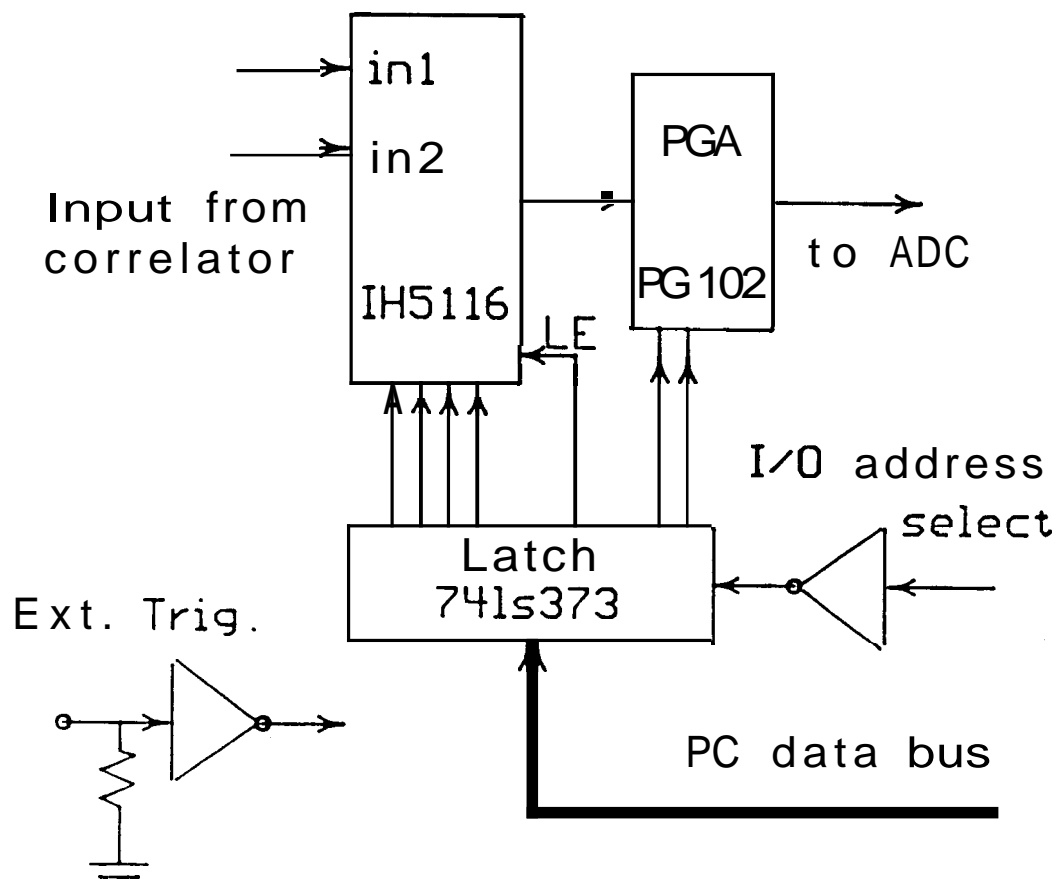 in1
in2
Input from
correlator
IH5116
LE
PGA
PG102
to ADC
I/O address
select
Latch
74ls373
Ext. Trig.
PC data bus